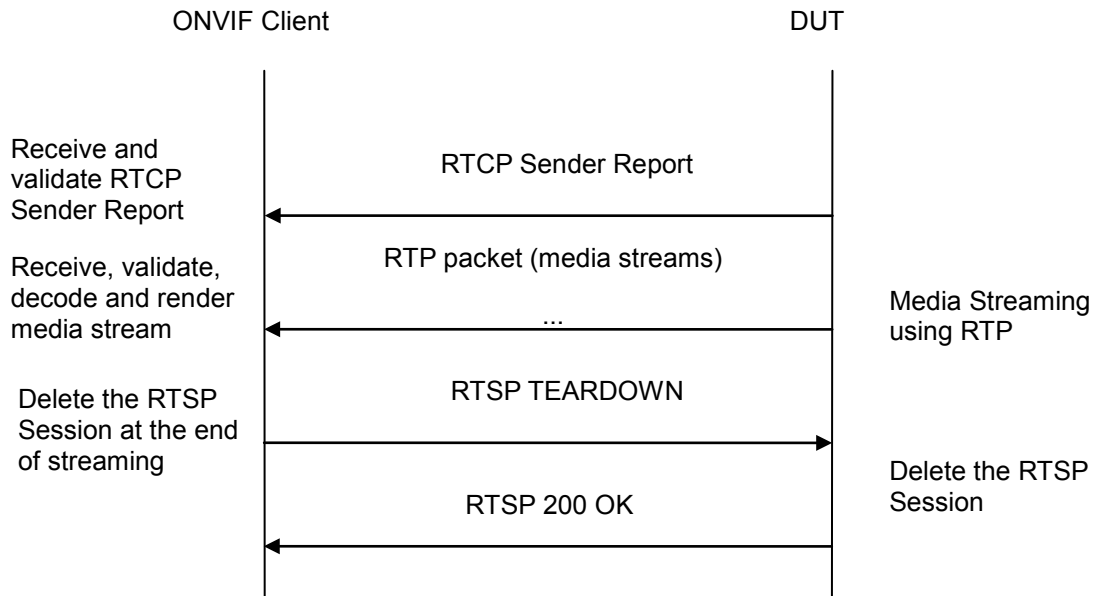 ONVIF Client
DUT
Receive and
validate RTCP
Sender Report
RTCP Sender Report
Receive, validate,
decode and render
media stream
RTP packet (media streams)
...
Media Streaming
using RTP
Delete the RTSP
Session at the end
of streaming
RTSP TEARDOWN
Delete the RTSP
Session
RTSP 200 OK